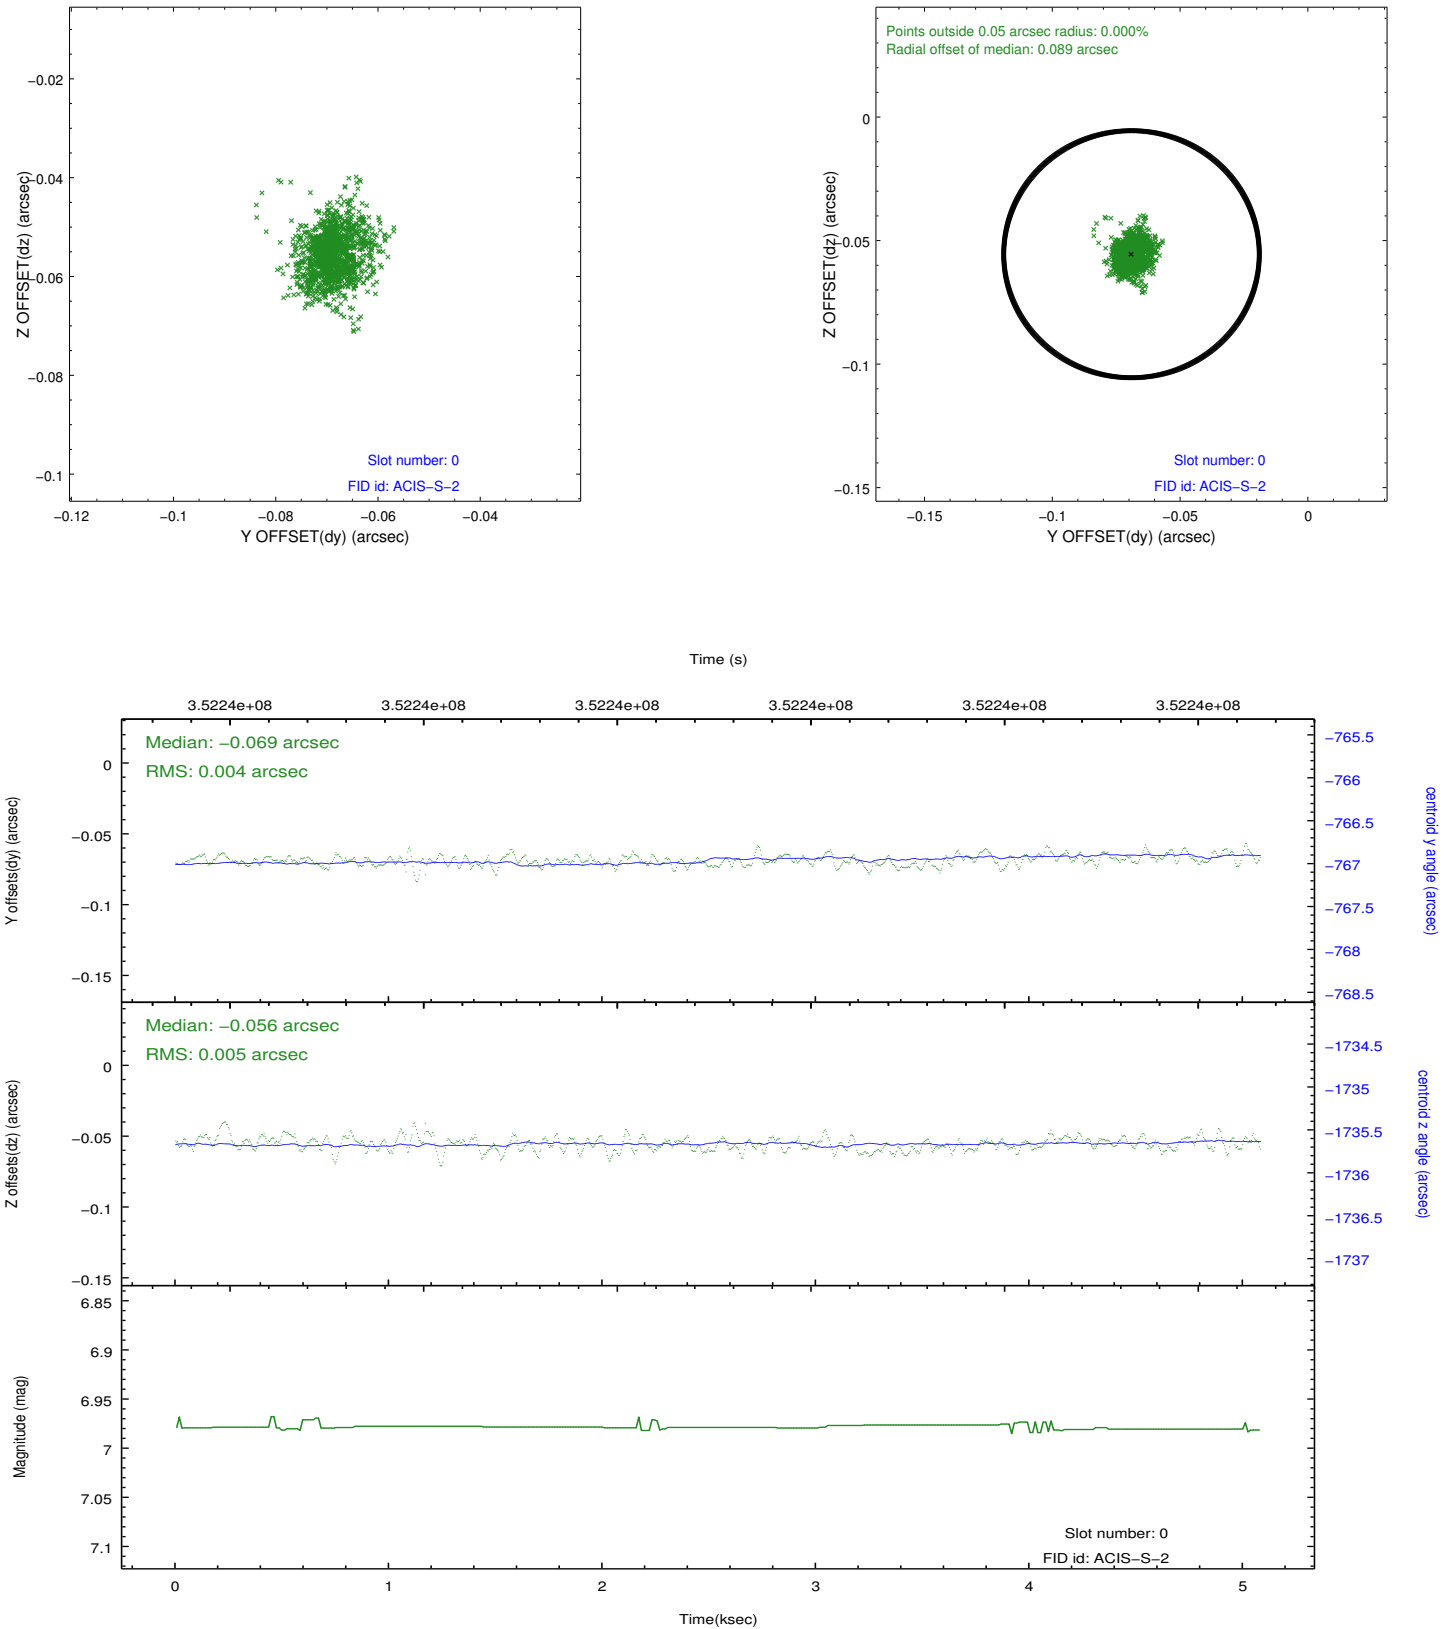 −0.02
−0.04
−0.06
−0.08
−0.1
Z OFFSET(dz) (arcsec)
Slot number: 0
FID id: ACIS−S−2
−0.12
−0.1
−0.08
−0.06
−0.04
Y OFFSET(dy) (arcsec)
Points outside 0.05 arcsec radius: 0.000%
Radial offset of median: 0.089 arcsec
0
−0.05
−0.1
−0.15
Z OFFSET(dz) (arcsec)
Slot number: 0
FID id: ACIS−S−2
−0.15
−0.1
−0.05
0
Y OFFSET(dy) (arcsec)
Time (s)
3.5224e+08
3.5224e+08
3.5224e+08
3.5224e+08
3.5224e+08
3.5224e+08
Median: −0.069 arcsec
RMS: 0.004 arcsec
0
−0.05
−0.1
−0.15
Y offsets(dy) (arcsec)
−765.5
−766
−766.5
−767
−767.5
−768
−768.5
centroid y angle (arcsec)
Median: −0.056 arcsec
RMS: 0.005 arcsec
0
−0.05
−0.1
−0.15
Z offsets(dz) (arcsec)
−1734.5
−1735
−1735.5
−1736
−1736.5
−1737
centroid z angle (arcsec)
6.85
6.9
6.95
7
7.05
7.1
Magnitude (mag)
Slot number: 0
FID id: ACIS−S−2
0
1
2
3
4
5
Time(ksec)